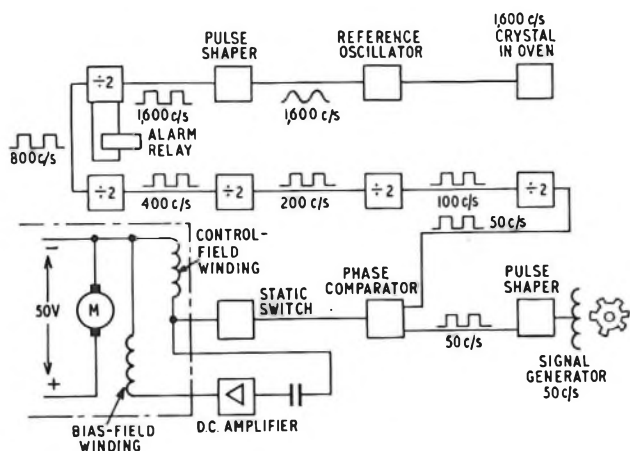 PULSE
SHAPER
REFERENCE
OSCILLATOR
1,600 c/s
CRYSTAL
IN OVEN
÷2
1,600 c/s
1,600 c/s
ALARM
RELAY
800 c/s
÷2
400 c/s
÷2
200 c/s
÷2
100 c/s
÷2
50 c/s
CONTROL-
FIELD
WINDING
STATIC
SWITCH
PHASE
COMPARATOR
PULSE
SHAPER
50 c/s
SIGNAL
GENERATOR
50 c/s
−
50V
+
M
BIAS-FIELD
WINDING
D.C. AMPLIFIER